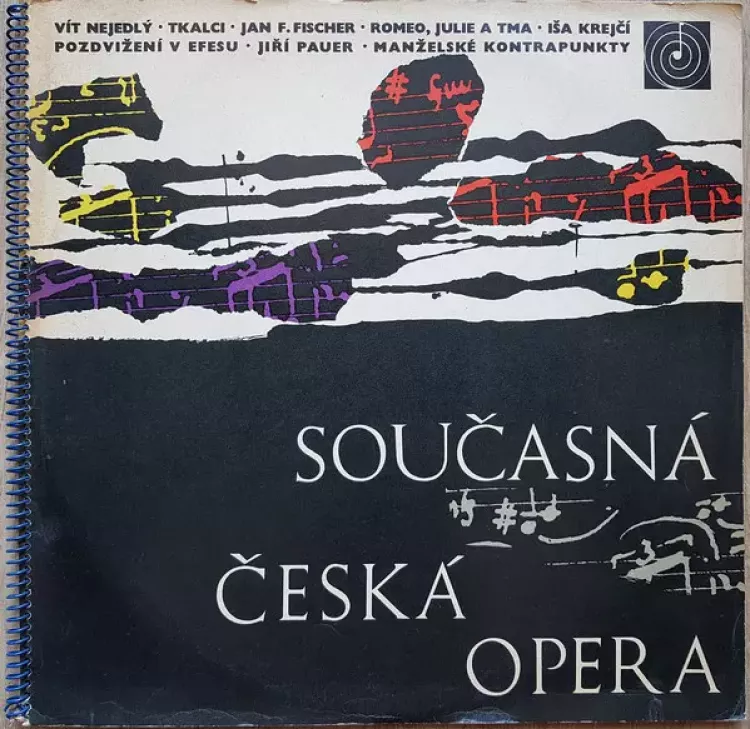 VÍT NEJEDLÝ · TKALCI · JAN F. FISCHER · ROMEO, JULIE A TMA · IŠA KREJČÍ
POZDVIŽENÍ V EFESU · JIŘÍ PAUER · MANŽELSKÉ KONTRAPUNKTY
SOUČASNÁ
ČESKÁ
OPERA